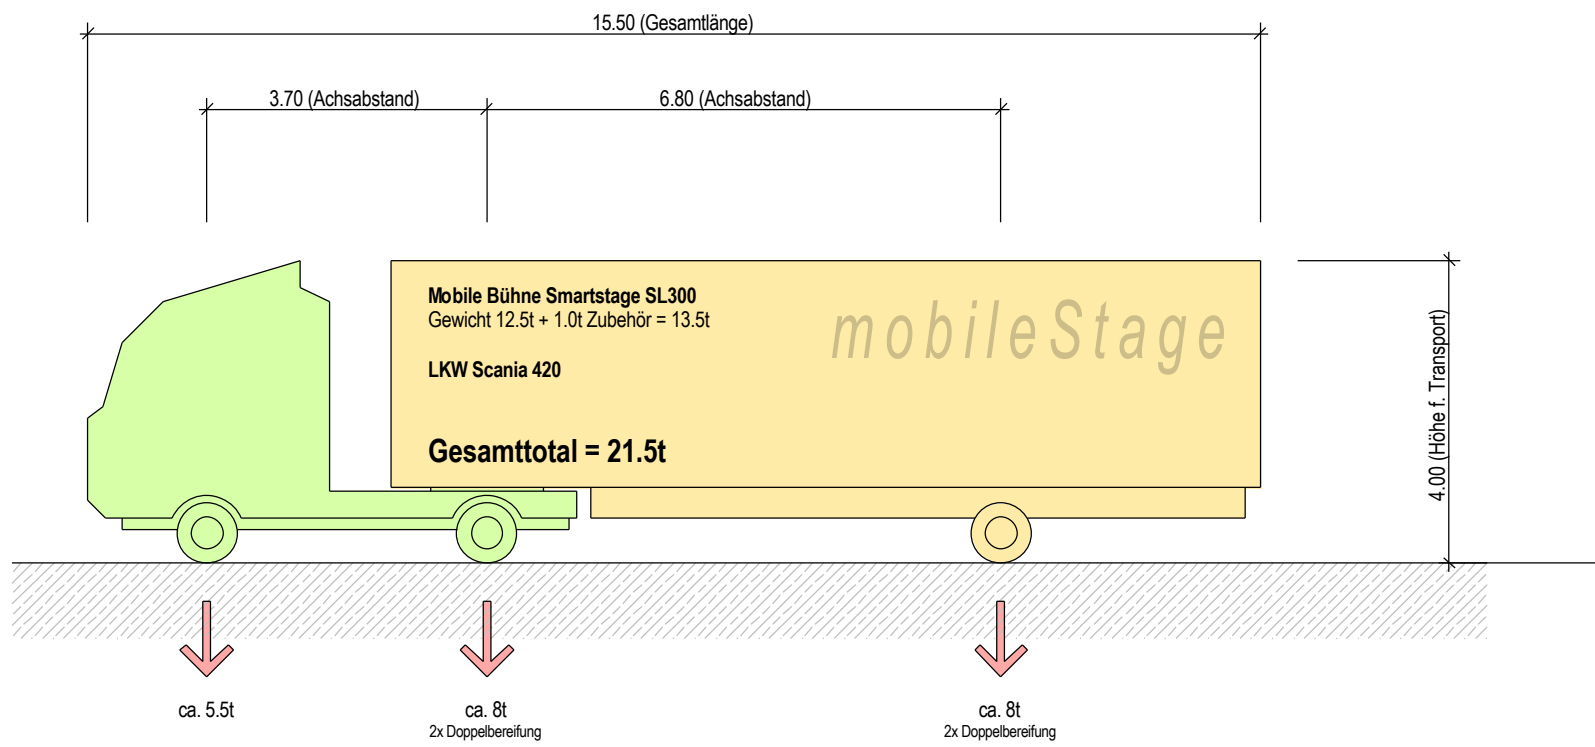 15.50 (Gesamtlänge)
3.70 (Achsabstand)
6.80 (Achsabstand)
Mobile Bühne Smartstage SL300
Gewicht 12.5t + 1.0t Zubehör = 13.5t
mobileStage
LKW Scania 420
Gesamttotal = 21.5t
4.00 (Höhe f. Transport)
ca. 5.5t
ca. 8t
2x Doppelbereifung
ca. 8t
2x Doppelbereifung